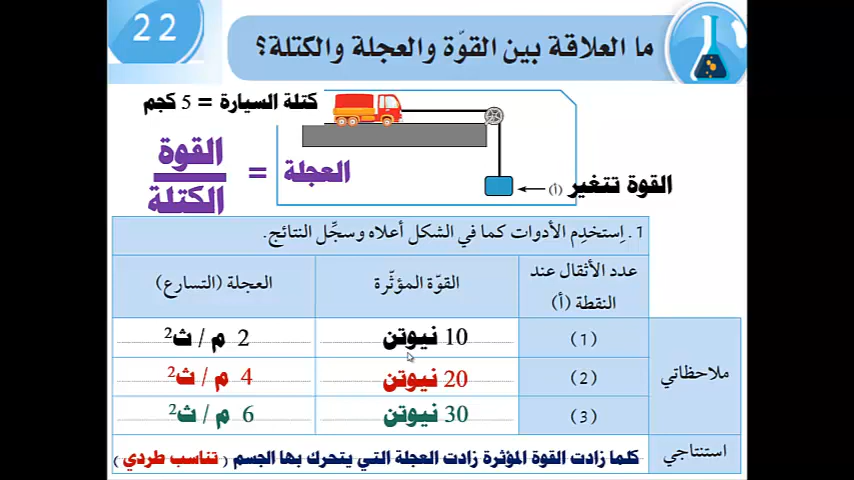 22
ما العلاقة بين القوّة والعجلة والكتلة؟
كتلة السيارة = 5 كجم
العجلة = القوة
الكتلة
القوة تتغير (أ)
1. اِستخدِم الأدوات كما في الشكل أعلاه وسجِّل النتائج.
عدد الأثقال عند النقطة (أ)
القوّة المؤثّرة
العجلة (التسارع)
ملاحظاتي
(1) 10 نيوتن 2 م / ث²
(2) 20 نيوتن 4 م / ث²
(3) 30 نيوتن 6 م / ث²
استنتاجي
كلما زادت القوة المؤثرة زادت العجلة التي يتحرك بها الجسم ( تناسب طردي )